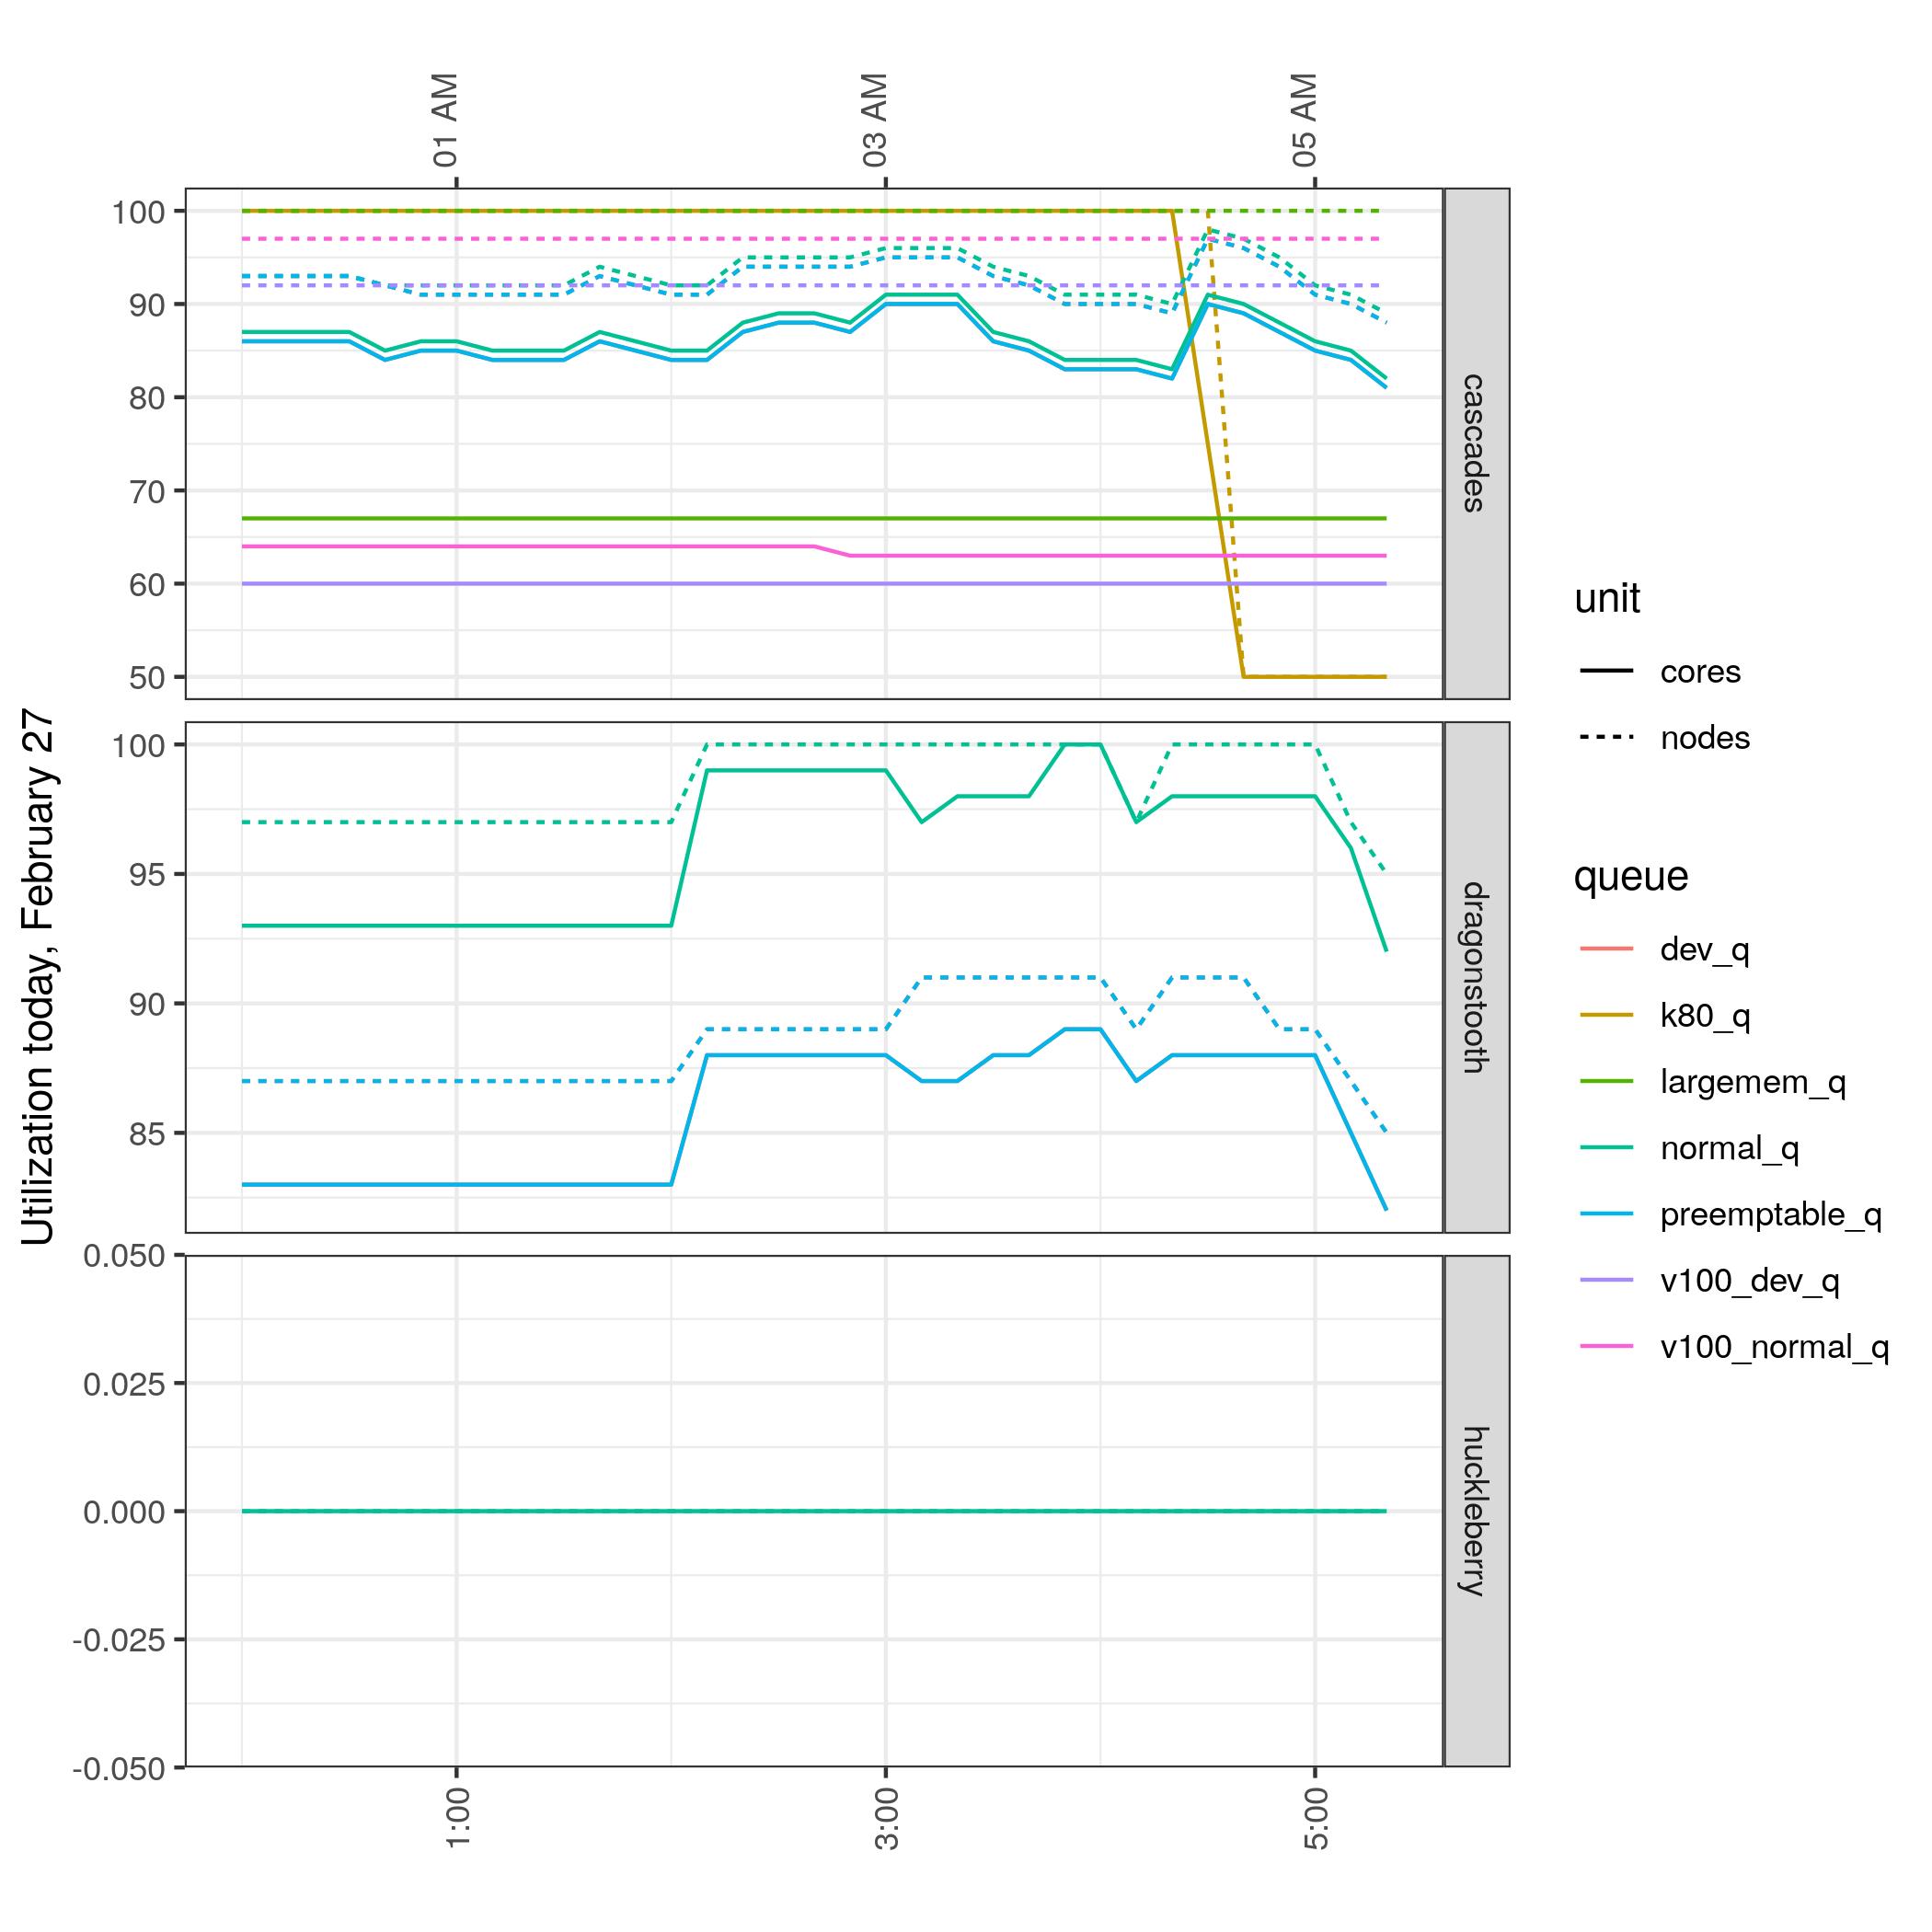 01 AM
03 AM
05 AM
Utilization today, February 27
100
90
80
70
60
50
cascades
100
95
90
85
dragonstooth
0.050
0.025
0.000
-0.025
-0.050
huckleberry
1:00
3:00
5:00
unit
cores
nodes
queue
dev_q
k80_q
largemem_q
normal_q
preemptable_q
v100_dev_q
v100_normal_q